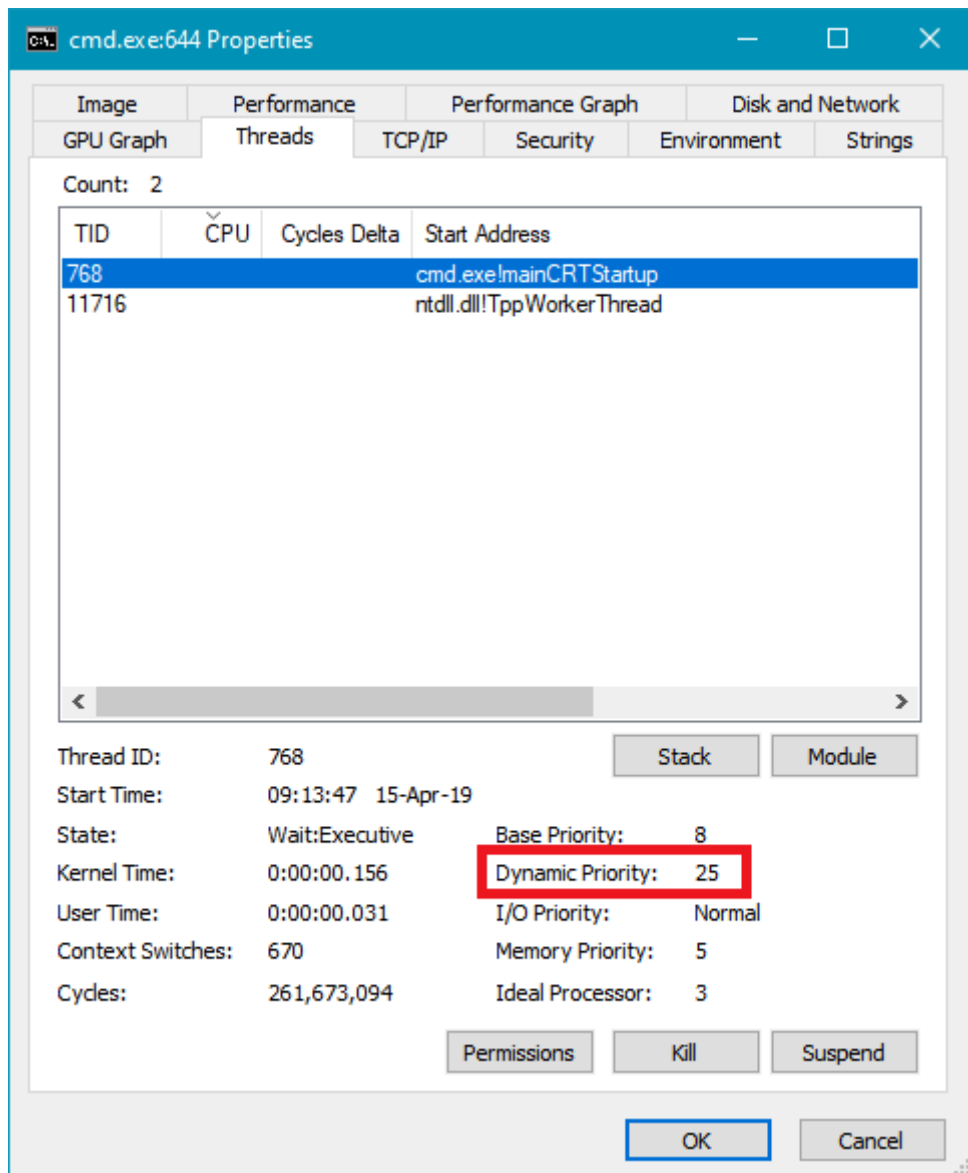 cmd.exe:644 Properties
Image Performance Performance Graph Disk and Network
GPU Graph Threads TCP/IP Security Environment Strings
Count: 2
TID CPU Cycles Delta Start Address
768 cmd.exe!mainCRTStartup
11716 ntdll.dll!TppWorkerThread
Thread ID: 768 Stack Module
Start Time: 09:13:47 15-Apr-19
State: Wait:Executive Base Priority: 8
Kernel Time: 0:00:00.156 Dynamic Priority: 25
User Time: 0:00:00.031 I/O Priority: Normal
Context Switches: 670 Memory Priority: 5
Cycles: 261,673,094 Ideal Processor: 3
Permissions Kill Suspend
OK Cancel